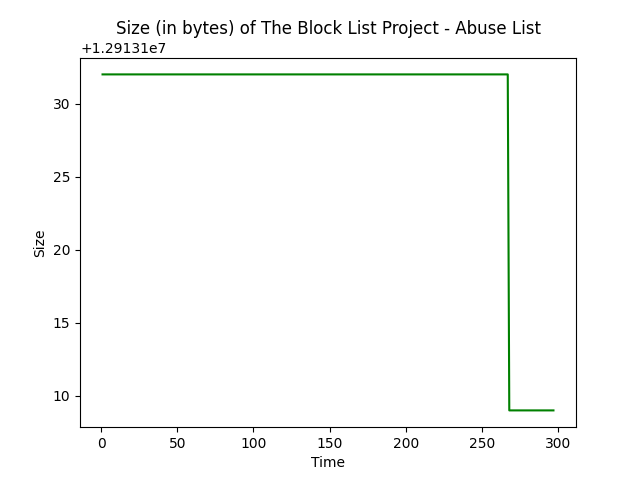 Size (in bytes) of The Block List Project - Abuse List
+1.29131e7
30
25
20
15
10
Size
0 50 100 150 200 250 300
Time